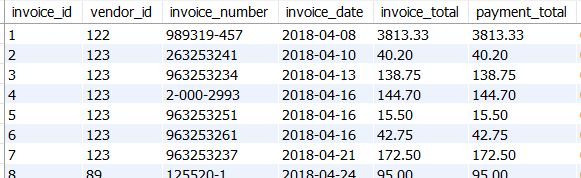 invoice_id vendor_id invoice_number invoice_date invoice_total payment_total
1 122 989319-457 2018-04-08 3813.33 3813.33
2 123 263253241 2018-04-10 40.20 40.20
3 123 963253234 2018-04-13 138.75 138.75
4 123 2-000-2993 2018-04-16 144.70 144.70
5 123 963253251 2018-04-16 15.50 15.50
6 123 963253261 2018-04-16 42.75 42.75
7 123 963253237 2018-04-21 172.50 172.50
8 89 125520-1 2018-04-24 95.00 95.00